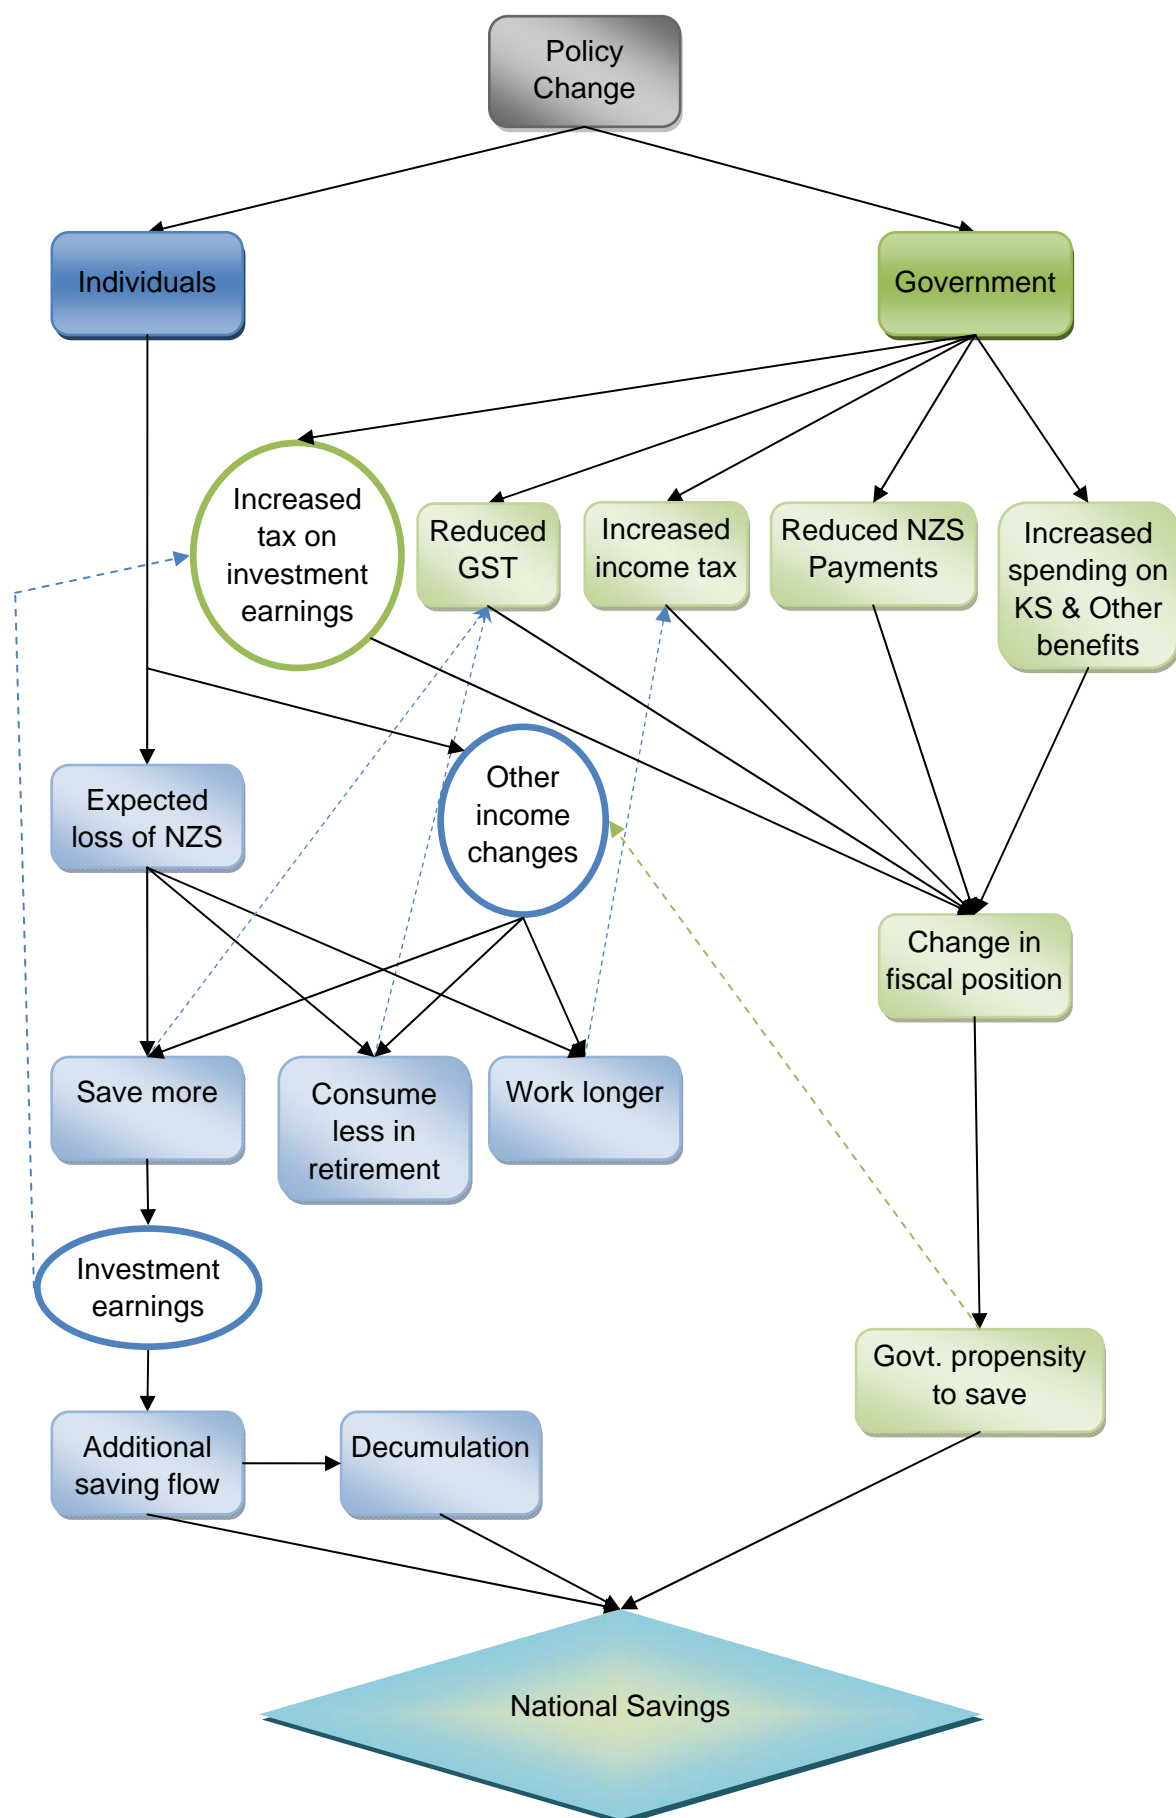 Policy
Change
Individuals
Government
Increased
tax on
investment
earnings
Reduced
GST
Increased
income tax
Reduced NZS
Payments
Increased
spending on
KS & Other
benefits
Expected
loss of NZS
Other
income
changes
Change in
fiscal position
Save more
Consume
less in
retirement
Work longer
Investment
earnings
Govt. propensity
to save
Additional
saving flow
Decumulation
National Savings